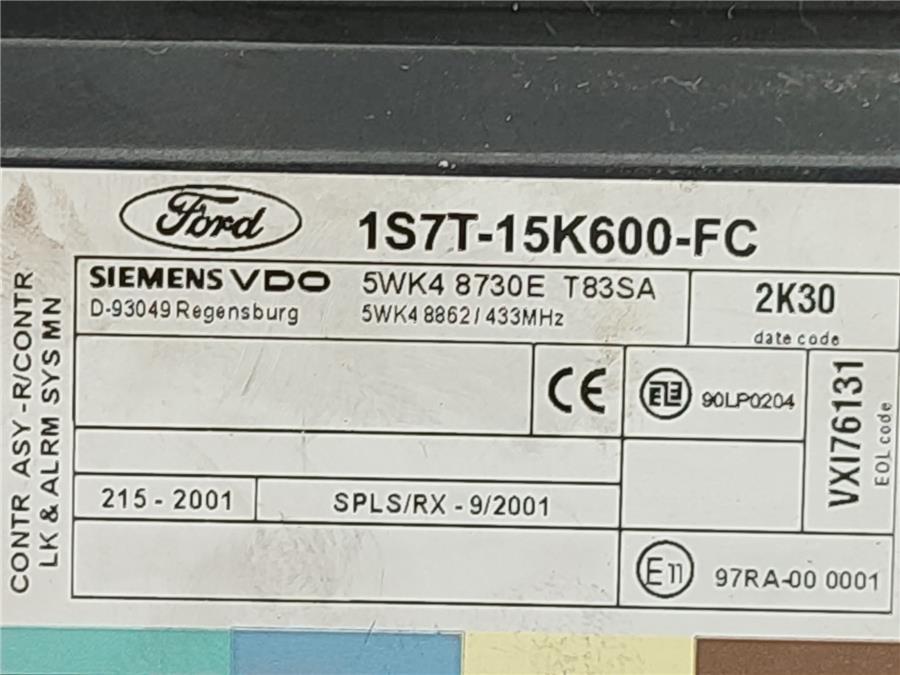 Ford 1S7T-15K600-FC
SIEMENS VDO 5WK4 8730E T83SA
D-93049 Regensburg 5WK4 8862 / 433MHz
2K30
date code
CE
90LP0204
VXI76131
EOL code
215 - 2001 SPLS/RX - 9/2001
E11 97RA-00 0001
CONTR ASY -R/CONTR
LK & ALRM SYS MN